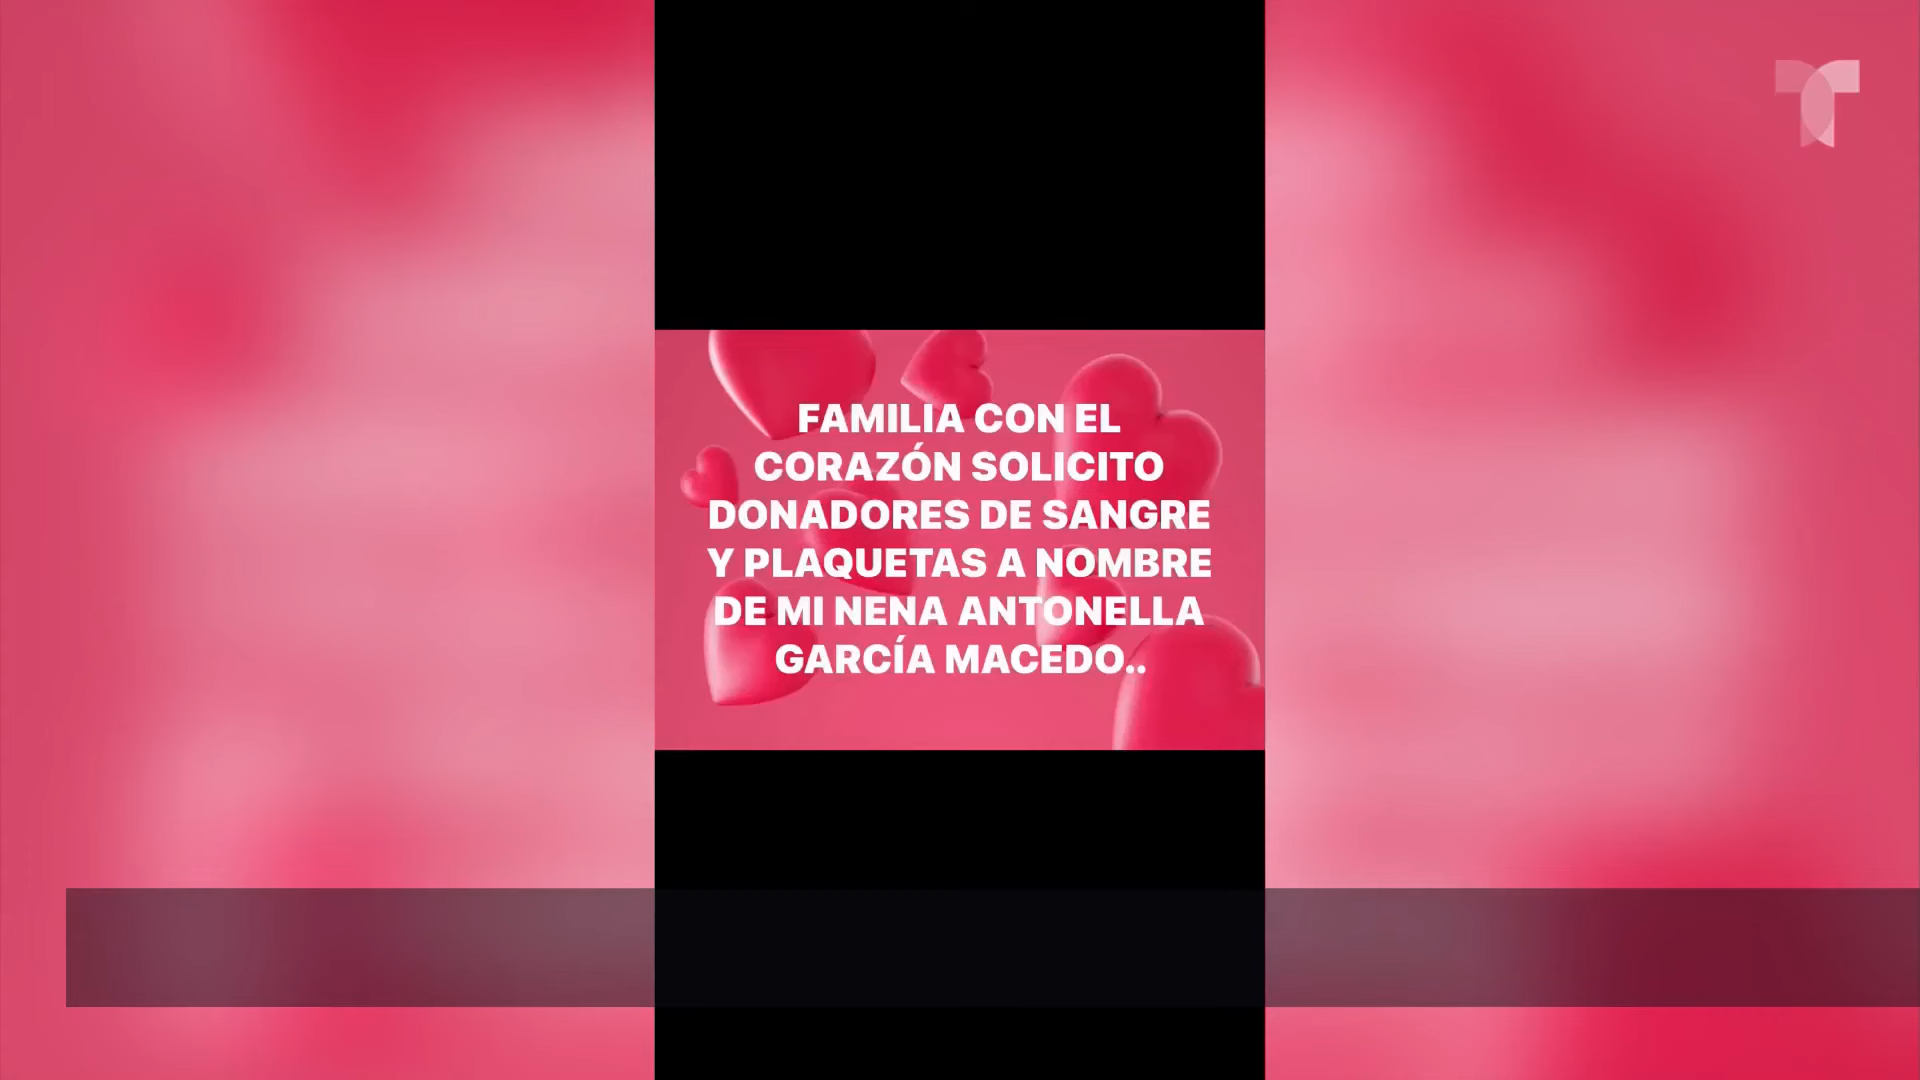 FAMILIA CON EL
CORAZÓN SOLICITO
DONADORES DE SANGRE
Y PLAQUETAS A NOMBRE
DE MI NENA ANTONELLA
GARCÍA MACEDO..